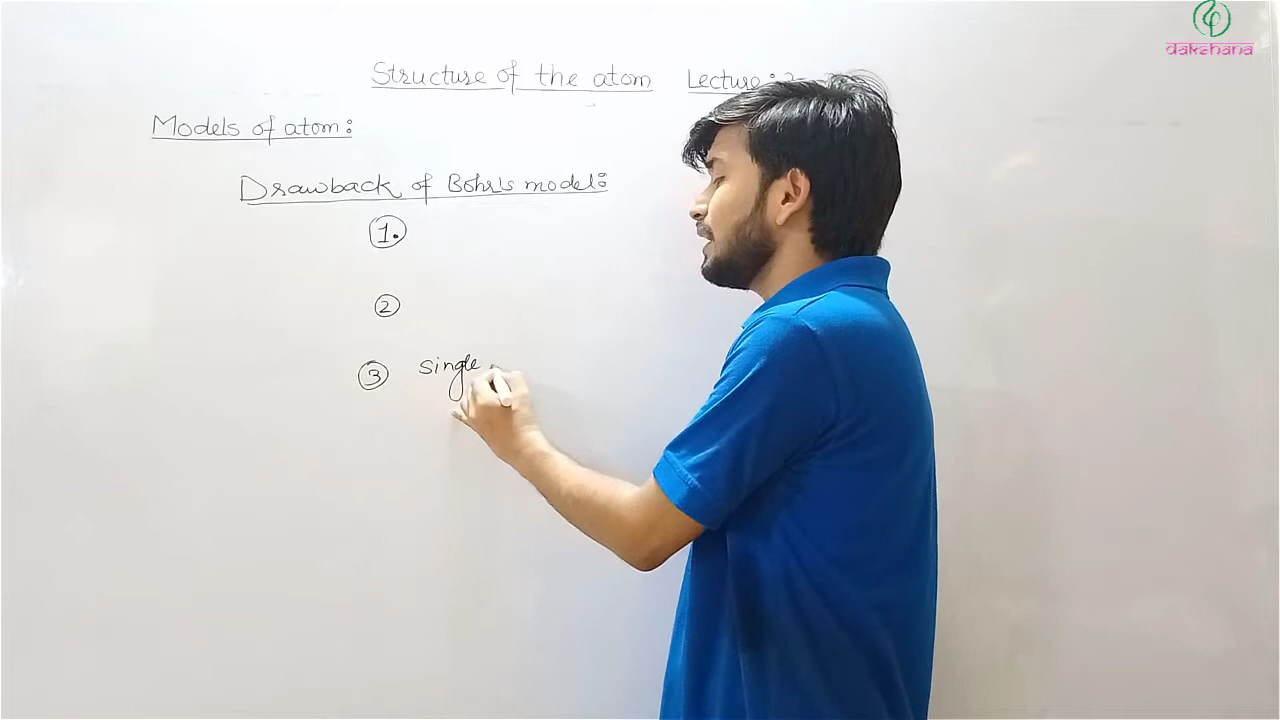 dakshana
Structure of the atom Lecture:
Models of atom:
Drawback of Bohr's model:
1.
2
3 single